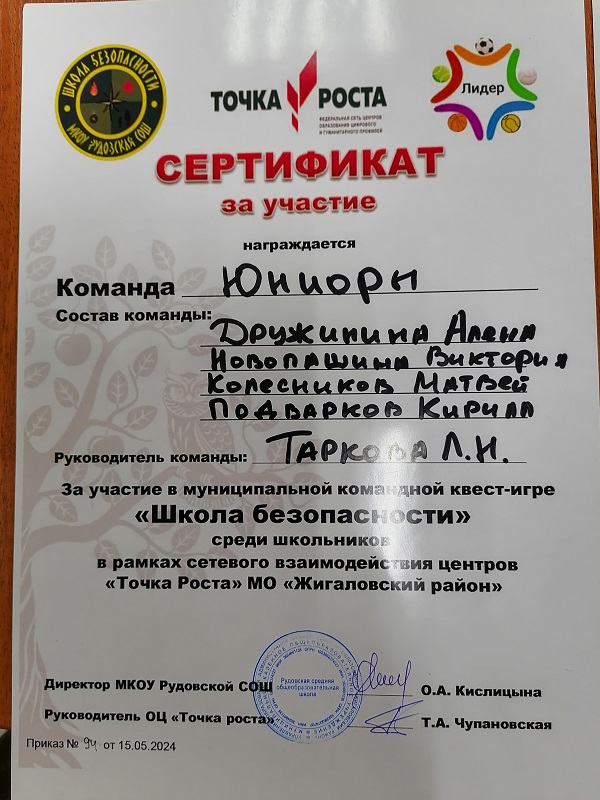 ШКОЛА БЕЗОПАСНОСТИ
МКОУ РУДОВСКАЯ СОШ
ТОЧКА РОСТА
ФЕДЕРАЛЬНАЯ СЕТЬ ЦЕНТРОВ
ОБРАЗОВАНИЯ ЦИФРОВОГО
И ГУМАНИТАРНОГО ПРОФИЛЕЙ
Лидер
СЕРТИФИКАТ
за участие
награждается
Команда Юниоры
Состав команды:
Дружинина Алена
Новопашина Виктория
Колесников Матвей
Подварков Кирилл
Руководитель команды: Таркова Л.Н.
За участие в муниципальной командной квест-игре
«Школа безопасности»
среди школьников
в рамках сетевого взаимодействия центров
«Точка Роста» МО «Жигаловский район»
Рудовская средняя
общеобразовательная
школа
Директор МКОУ Рудовской СОШ О.А. Кислицына
Руководитель ОЦ «Точка роста» Т.А. Чупановская
Приказ № 94 от 15.05.2024